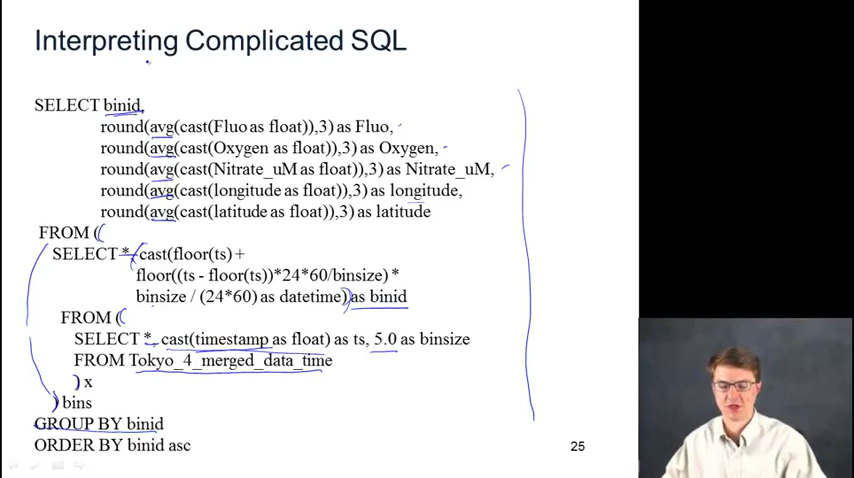 Interpreting Complicated SQL
SELECT binid,
round(avg(cast(Fluo as float)),3) as Fluo,
round(avg(cast(Oxygen as float)),3) as Oxygen,
round(avg(cast(Nitrate_uM as float)),3) as Nitrate_uM,
round(avg(cast(longitude as float)),3) as longitude,
round(avg(cast(latitude as float)),3) as latitude
FROM (
SELECT *, cast(floor(ts) +
floor((ts - floor(ts))*24*60/binsize) *
binsize / (24*60) as datetime) as binid
FROM (
SELECT *, cast(timestamp as float) as ts, 5.0 as binsize
FROM Tokyo_4_merged_data_time
) x
) bins
GROUP BY binid
ORDER BY binid asc
25